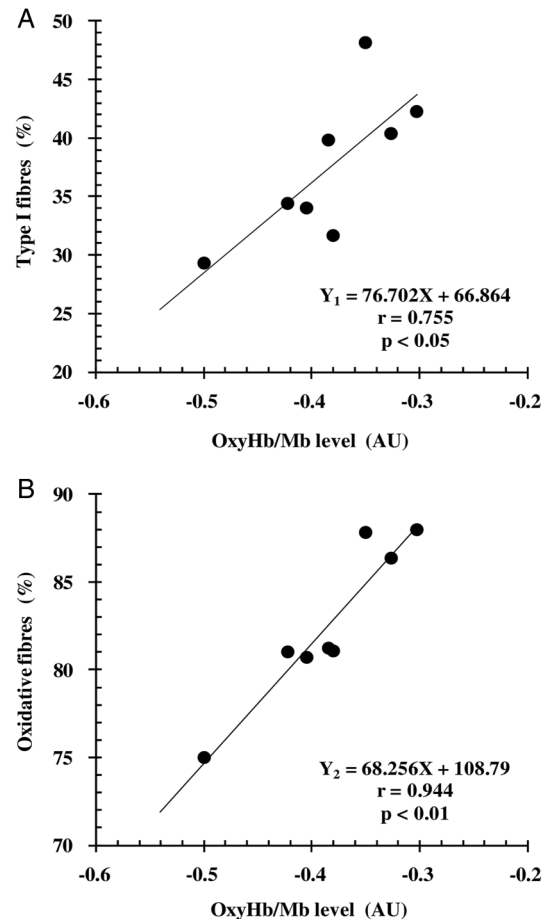 A
50
45
40
35
30
25
20
Type I fibres (%)
Y₁ = 76.702X + 66.864
r = 0.755
p < 0.05
-0.6 -0.5 -0.4 -0.3 -0.2
OxyHb/Mb level (AU)
B
90
85
80
75
70
Oxidative fibres (%)
Y₂ = 68.256X + 108.79
r = 0.944
p < 0.01
-0.6 -0.5 -0.4 -0.3 -0.2
OxyHb/Mb level (AU)